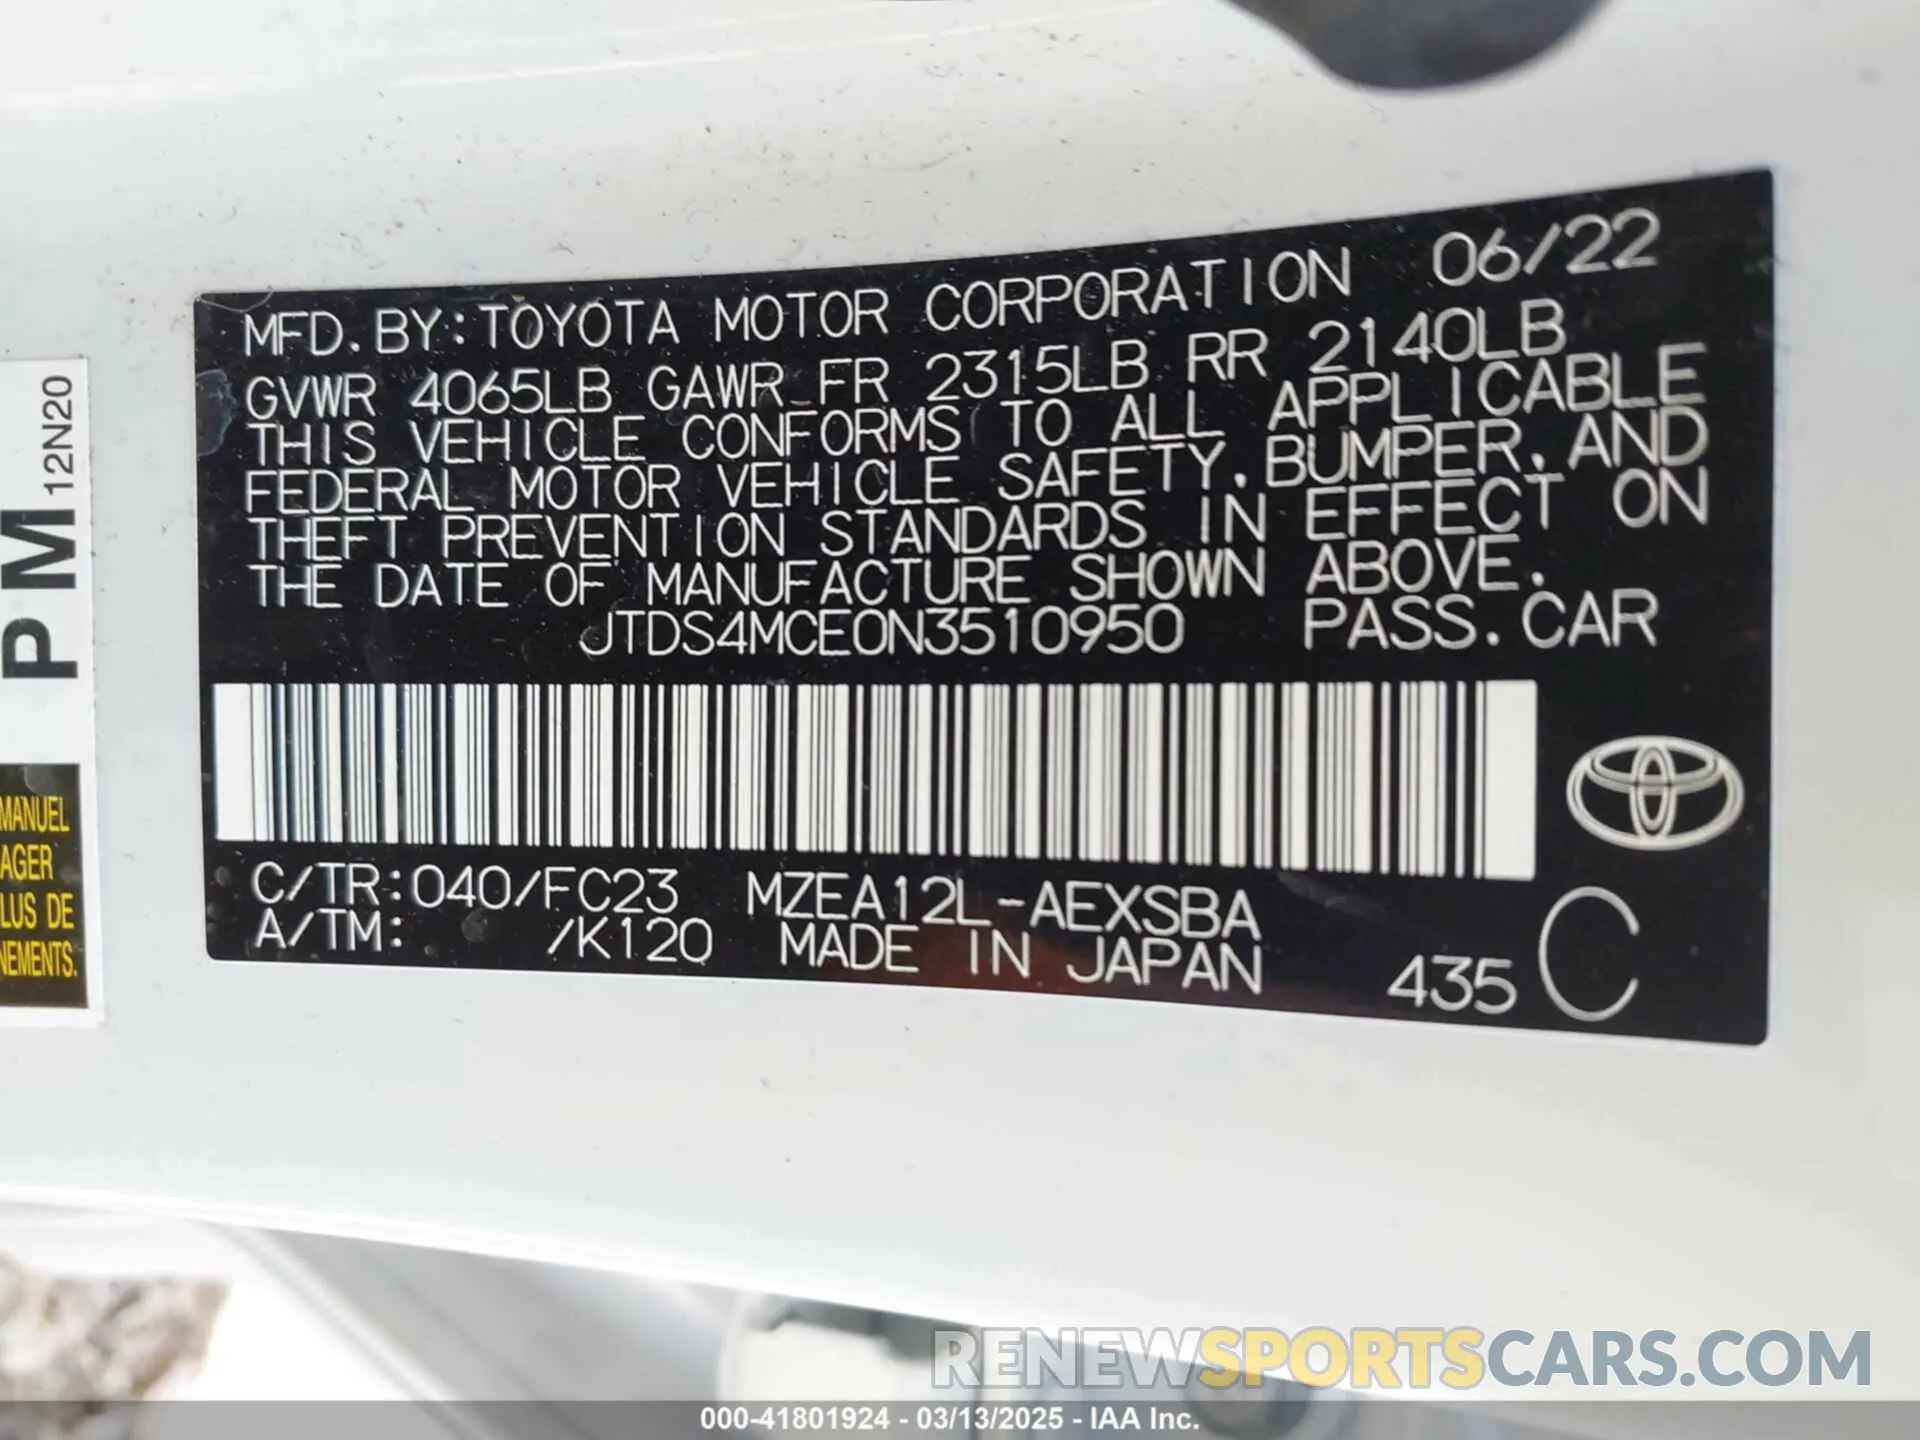 MFD. BY: TOYOTA MOTOR CORPORATION 06/22
GVWR 4065LB GAWR FR 2315LB RR 2140LB
THIS VEHICLE CONFORMS TO ALL APPLICABLE
FEDERAL MOTOR VEHICLE SAFETY, BUMPER, AND
THEFT PREVENTION STANDARDS IN EFFECT ON
THE DATE OF MANUFACTURE SHOWN ABOVE.
JTDS4MCE0N3510950 PASS. CAR
C/TR: 040/FC23 MZEA12L-AEXSBA
A/TM: /K120 MADE IN JAPAN 435 C
PM 12N20
MANUEL
AGER
LUS DE
NEMENTS.
RENEWSPORTSCARS.COM
000-41801924 - 03/13/2025 - IAA Inc.